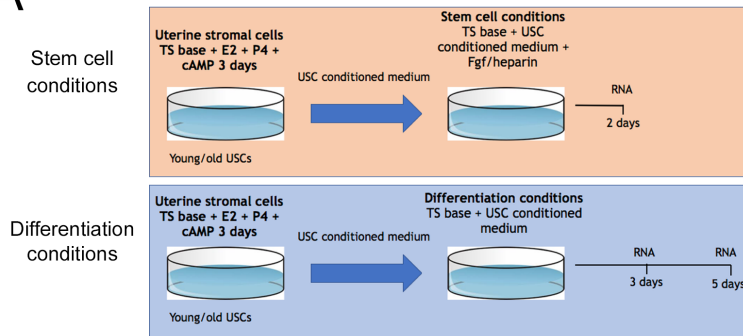 A
Stem cell
conditions
Uterine stromal cells
TS base + E2 + P4 +
cAMP 3 days
USC conditioned medium
Young/old USCs
Stem cell conditions
TS base + USC
conditioned medium +
Fgf/heparin
RNA
2 days
Differentiation
conditions
Uterine stromal cells
TS base + E2 + P4 +
cAMP 3 days
USC conditioned medium
Young/old USCs
Differentiation conditions
TS base + USC conditioned
medium
RNA
3 days
RNA
5 days